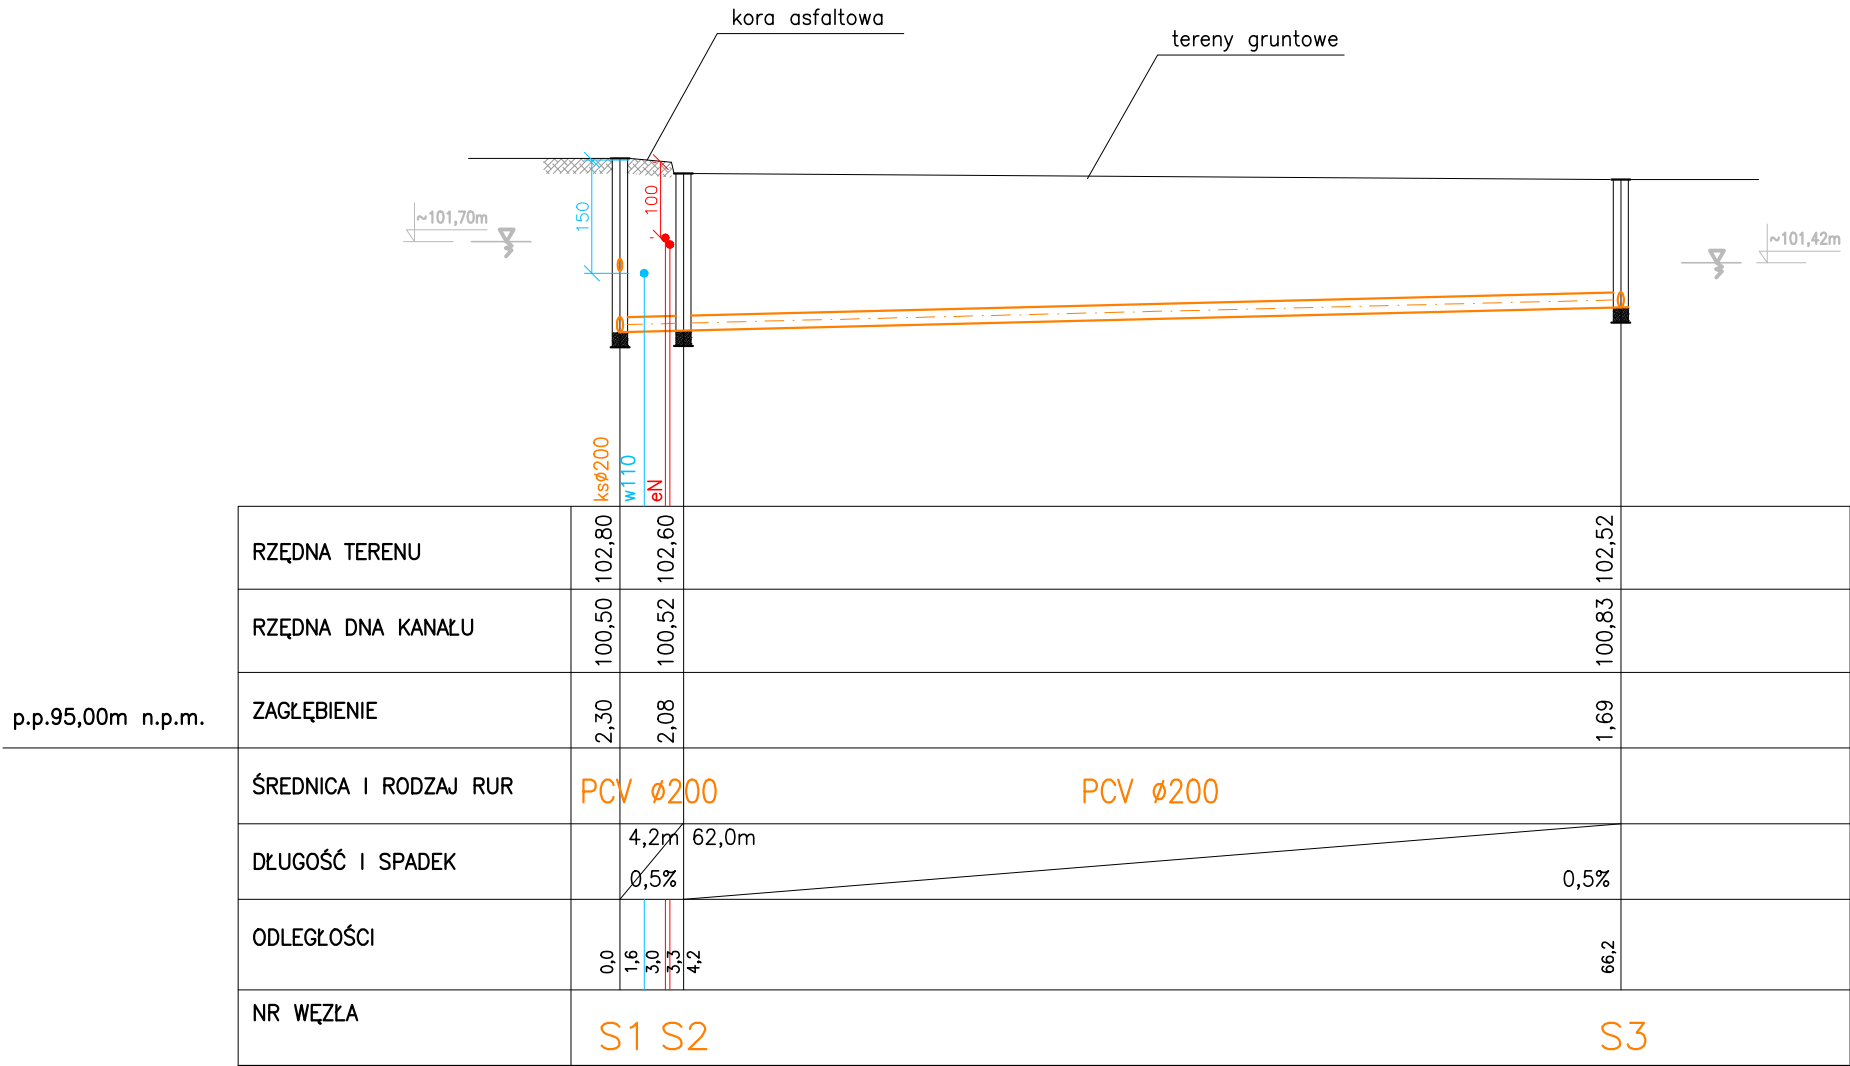 kora asfaltowa
tereny gruntowe
~101,70m
150
100
~101,42m
ksø200
w110
eN
RZĘDNA TERENU
102,80
102,60
102,52
RZĘDNA DNA KANAŁU
100,50
100,52
100,83
p.p.95,00m n.p.m.
ZAGŁĘBIENIE
2,30
2,08
1,69
ŚREDNICA I RODZAJ RUR
PCV ø200
PCV ø200
DŁUGOŚĆ I SPADEK
4,2m
62,0m
0,5%
0,5%
ODLEGŁOŚCI
0,0
1,6
3,0
3,3
4,2
66,2
NR WĘZŁA
S1
S2
S3